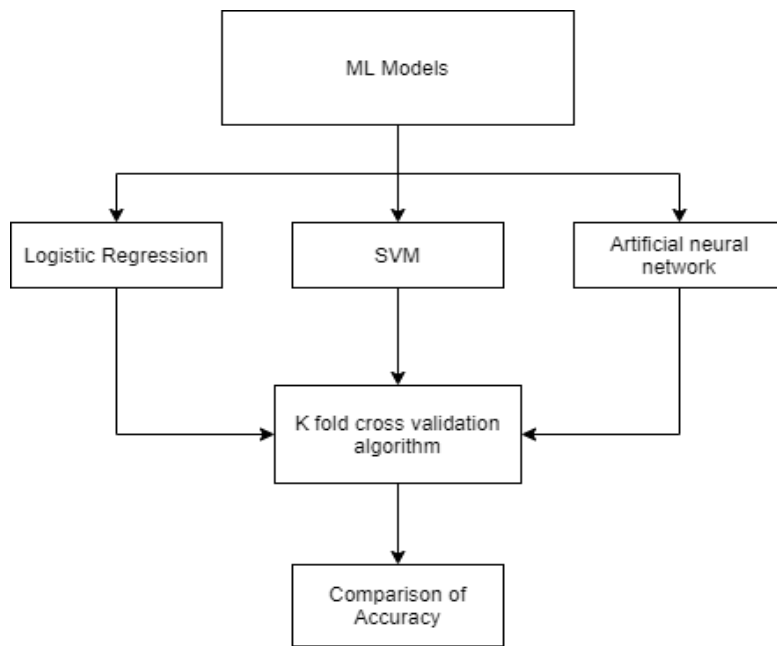 ML Models
Logistic Regression
SVM
Artificial neural
network
K fold cross validation
algorithm
Comparison of
Accuracy